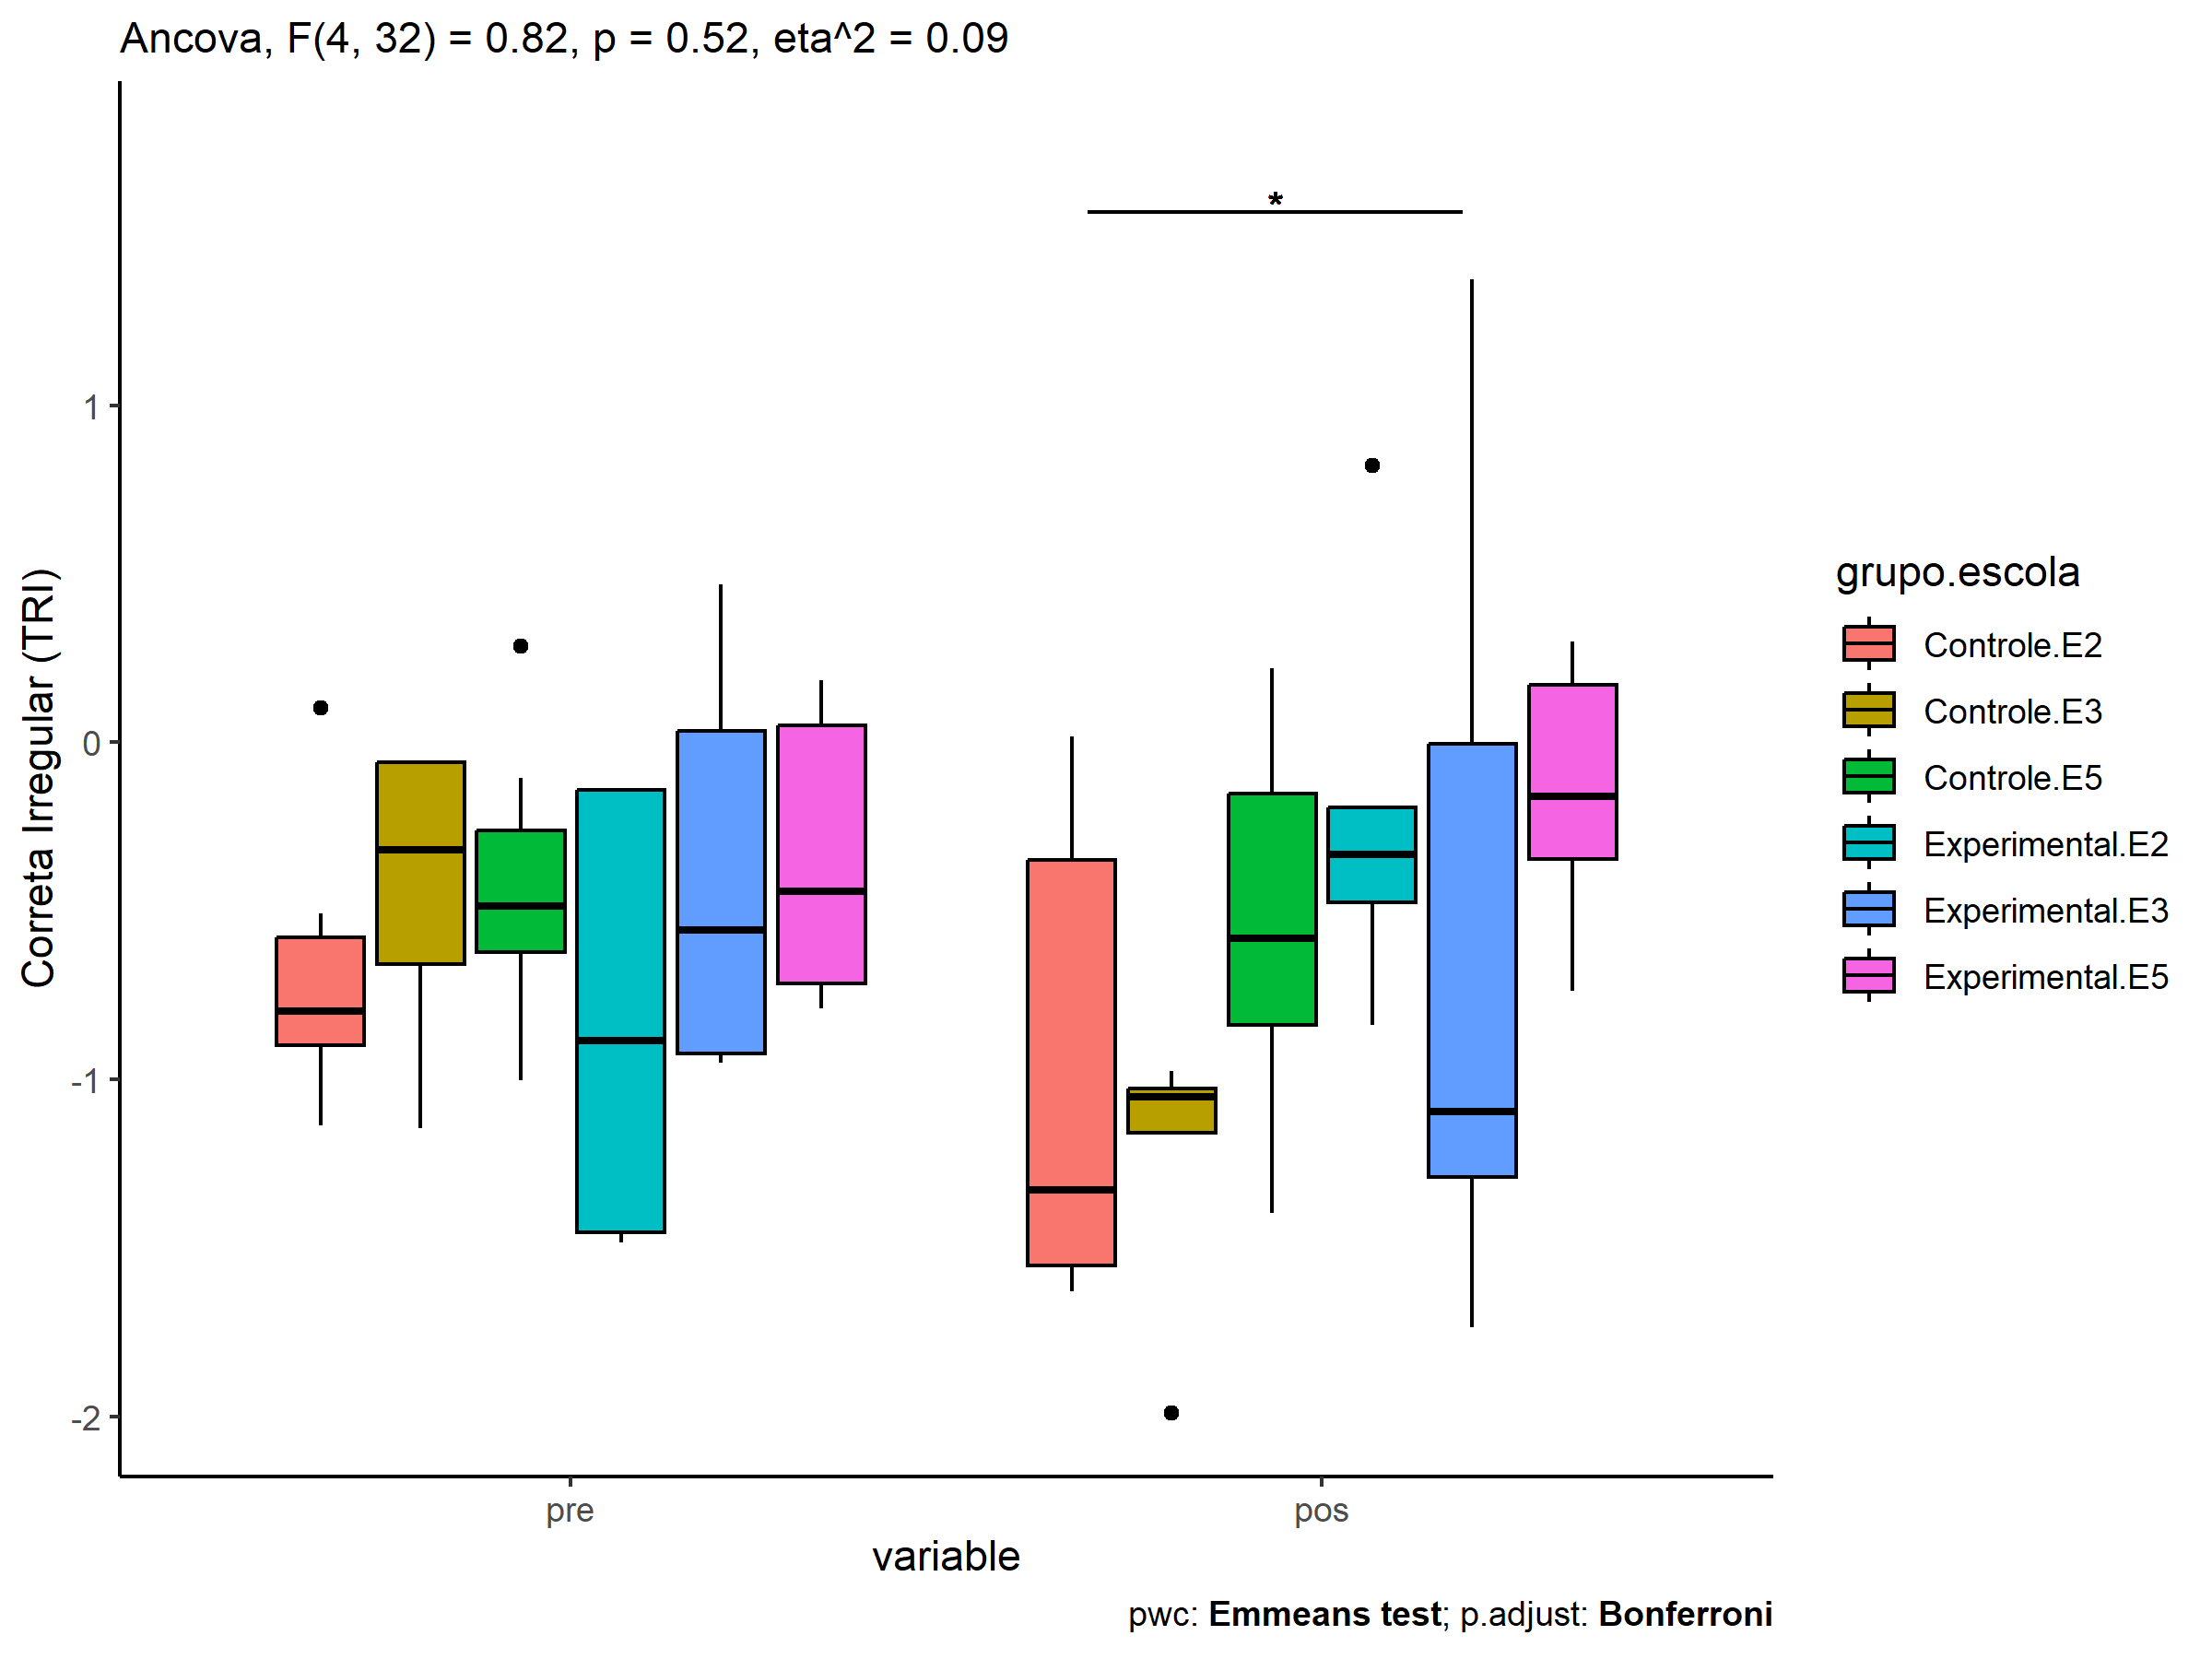 Ancova, F(4, 32) = 0.82, p = 0.52, eta^2 = 0.09
*
Correta Irregular (TRI)
1
0
-1
-2
pre
pos
variable
grupo.escola
Controle.E2
Controle.E3
Controle.E5
Experimental.E2
Experimental.E3
Experimental.E5
pwc: Emmeans test; p.adjust: Bonferroni